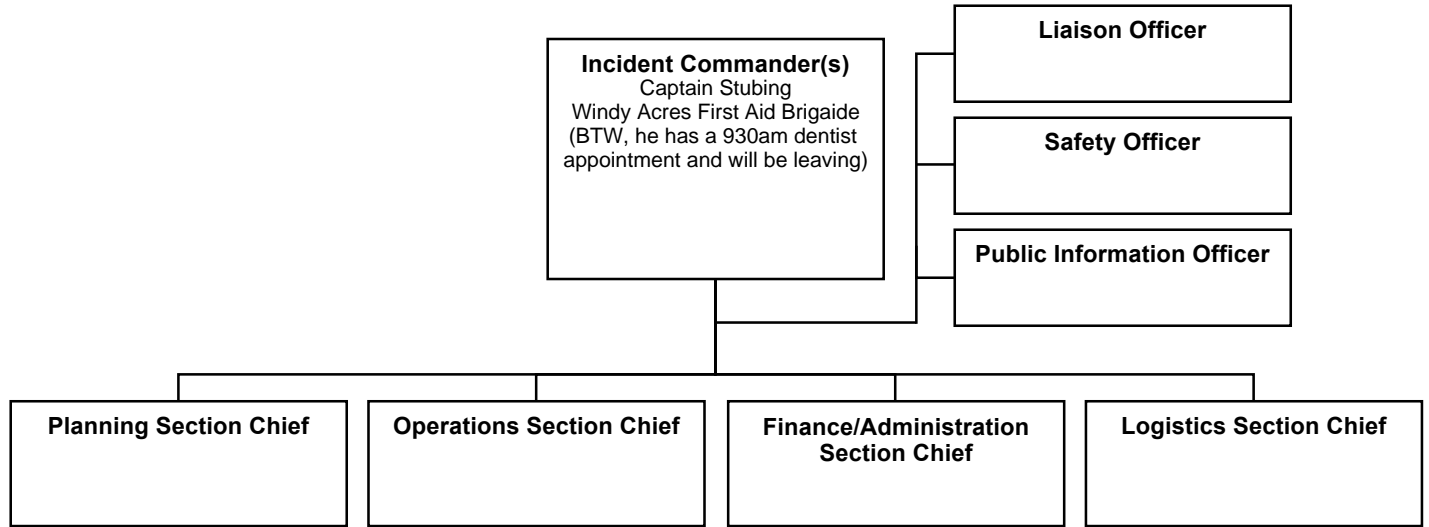 Incident Commander(s)
Captain Stubing
Windy Acres First Aid Brigaide
(BTW, he has a 930am dentist
appointment and will be leaving)
Liaison Officer
Safety Officer
Public Information Officer
Planning Section Chief
Operations Section Chief
Finance/Administration
Section Chief
Logistics Section Chief